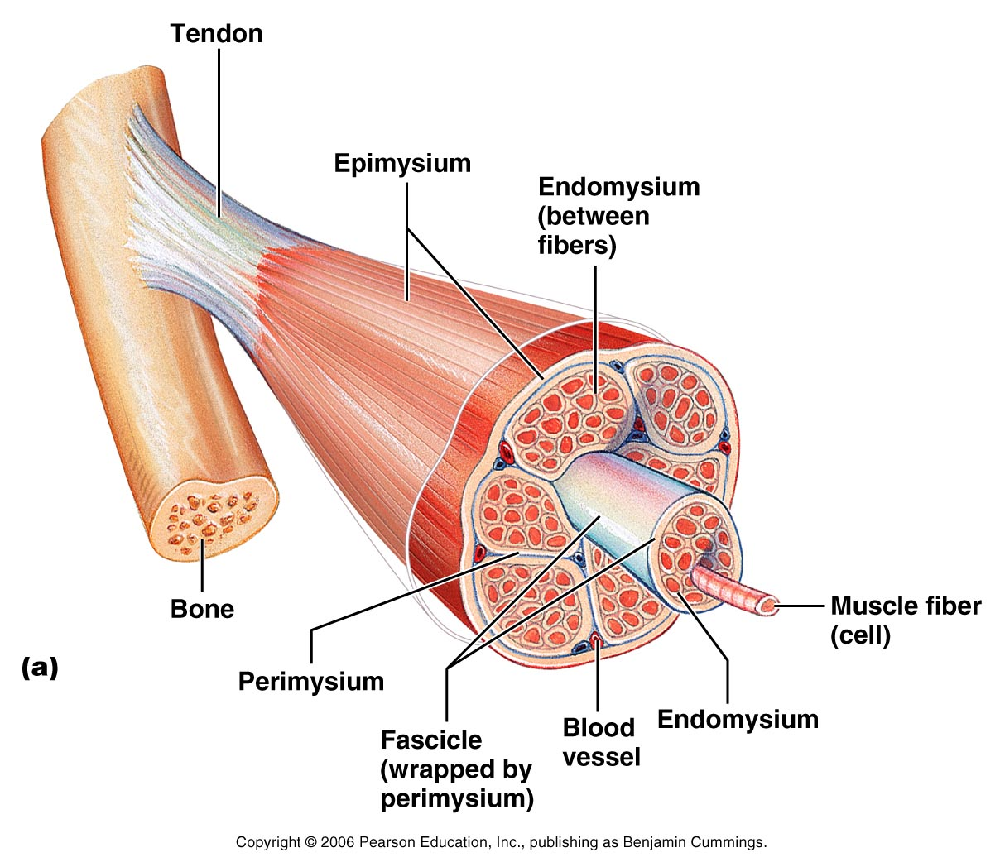 Tendon
Epimysium
Endomysium
(between
fibers)
Bone
Muscle fiber
(cell)
(a)
Perimysium
Endomysium
Blood
vessel
Fascicle
(wrapped by
perimysium)
Copyright © 2006 Pearson Education, Inc., publishing as Benjamin Cummings.